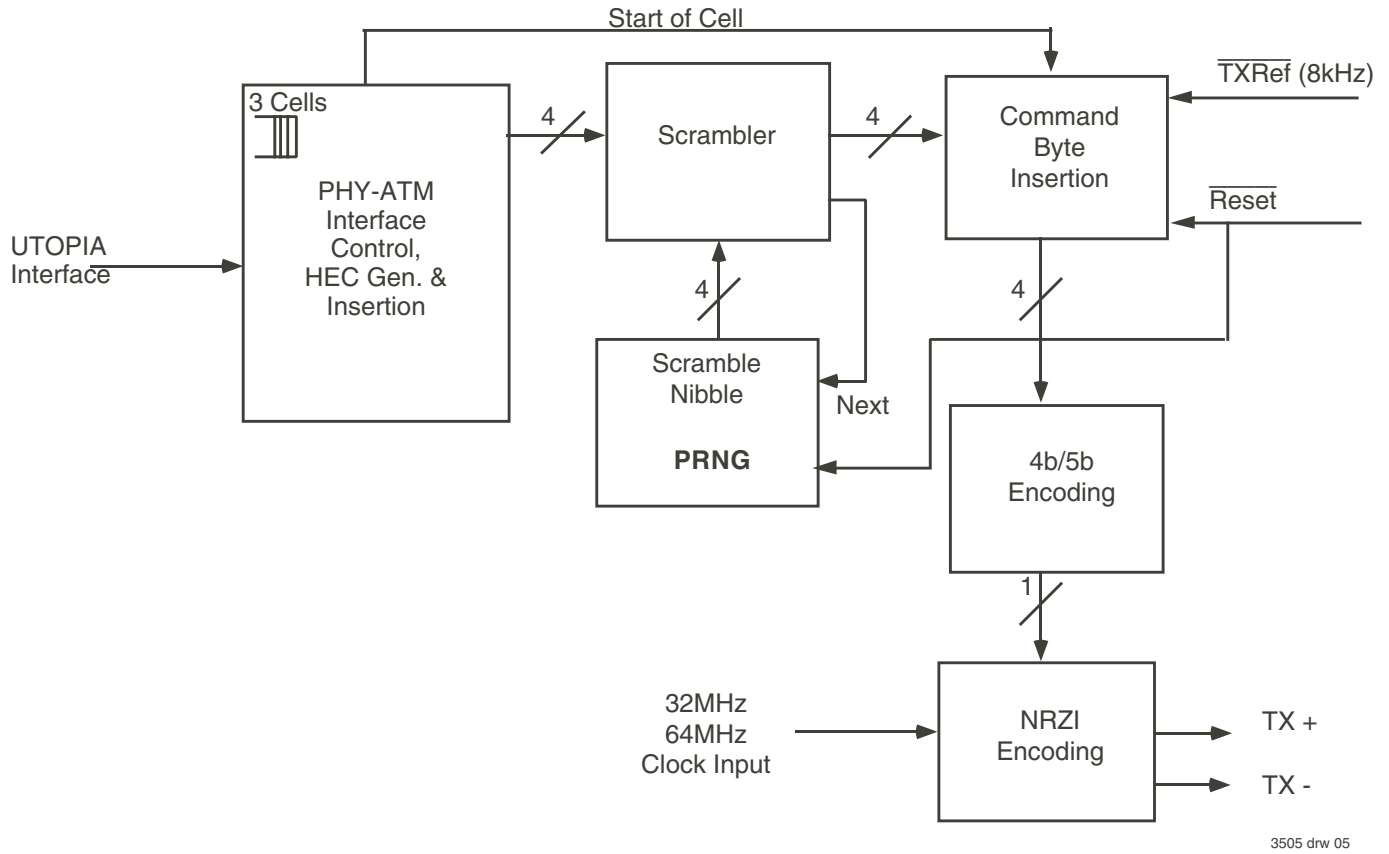 Start of Cell
3 Cells
PHY-ATM
Interface
Control,
HEC Gen. &
Insertion
UTOPIA
Interface
4
Scrambler
4
Command
Byte
Insertion
TXRef (8kHz)
Reset
4
Scramble
Nibble
PRNG
Next
4
4b/5b
Encoding
1
32MHz
64MHz
Clock Input
NRZI
Encoding
TX +
TX -
3505 drw 05